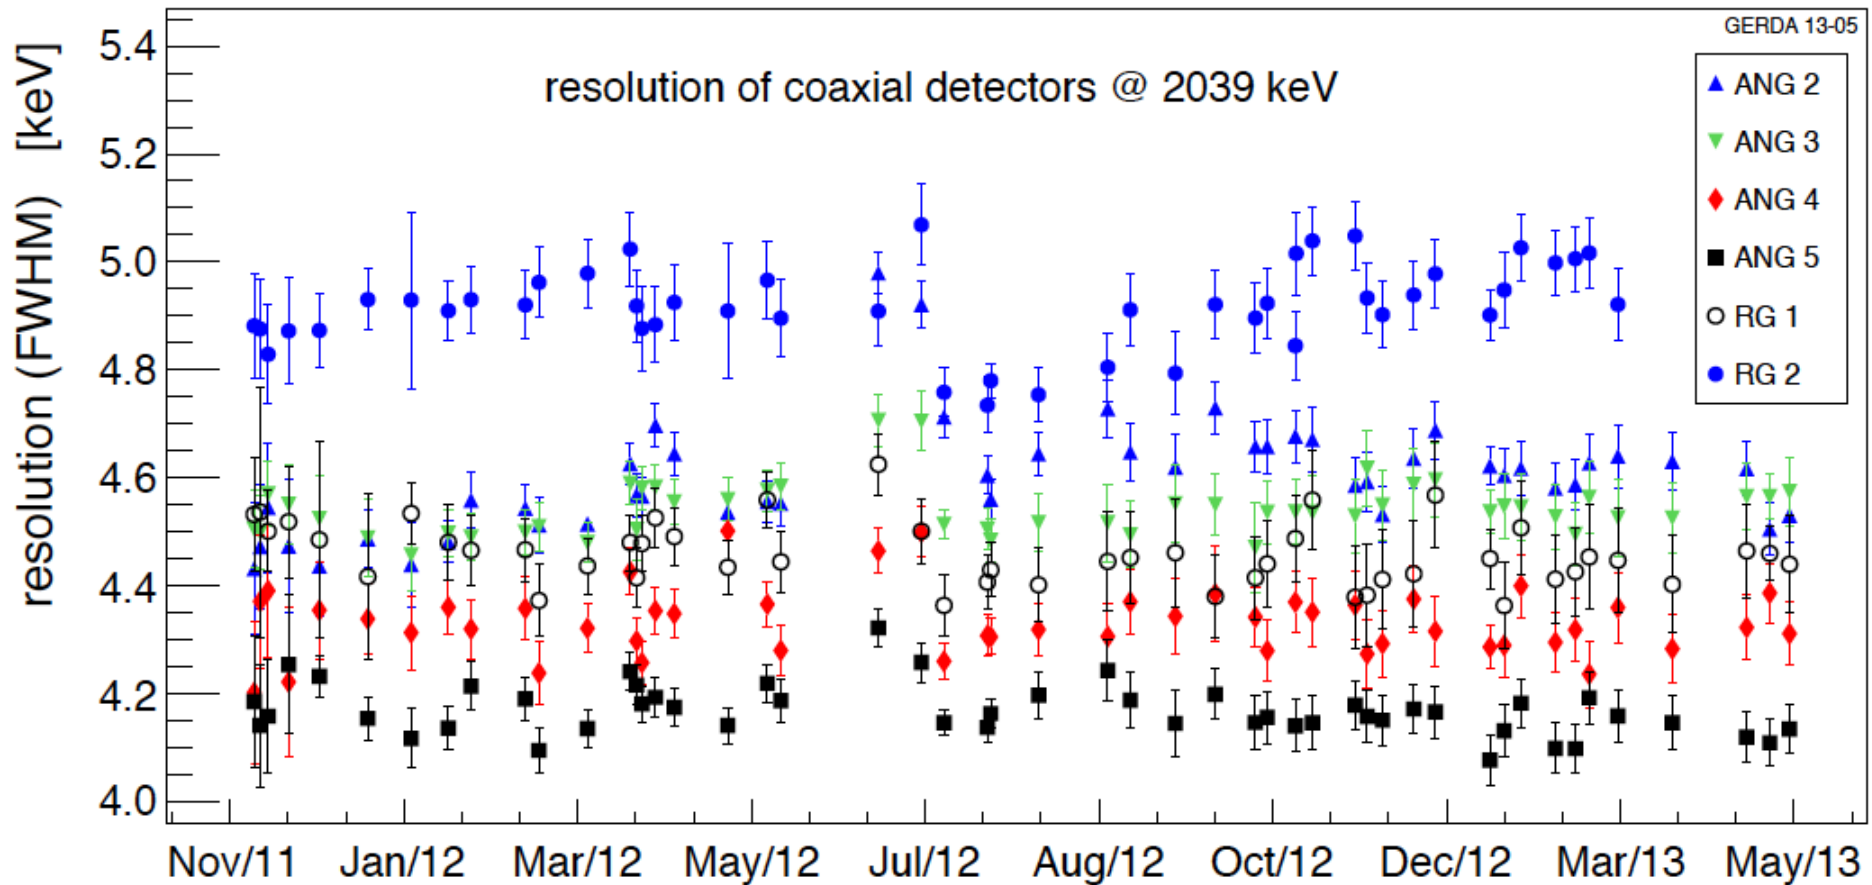 GERDA 13-05
resolution of coaxial detectors @ 2039 keV
resolution (FWHM) [keV]
5.4
5.2
5.0
4.8
4.6
4.4
4.2
4.0
ANG 2
ANG 3
ANG 4
ANG 5
RG 1
RG 2
Nov/11 Jan/12 Mar/12 May/12 Jul/12 Aug/12 Oct/12 Dec/12 Mar/13 May/13